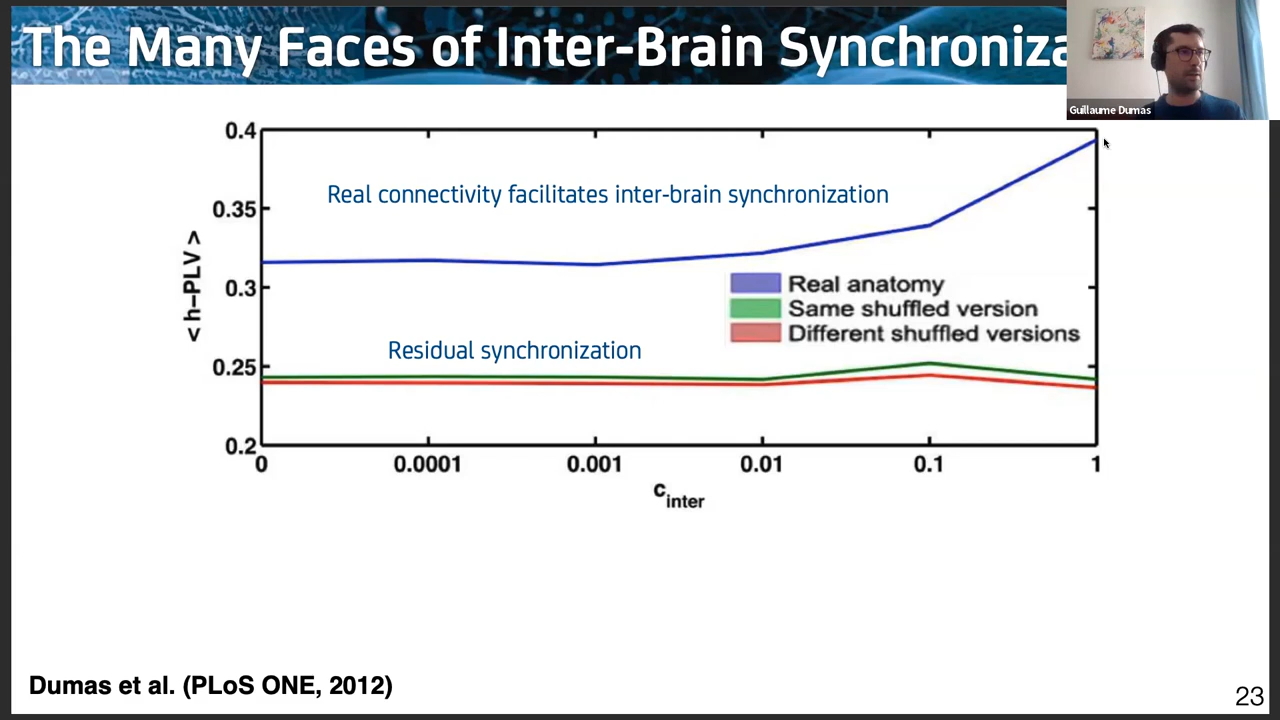 The Many Faces of Inter-Brain Synchroniza
Guillaume Dumas
0.4
0.35
0.3
0.25
0.2
< h-PLV >
Real connectivity facilitates inter-brain synchronization
Real anatomy
Same shuffled version
Different shuffled versions
Residual synchronization
0 0.0001 0.001 0.01 0.1 1
c inter
Dumas et al. (PLoS ONE, 2012)
23